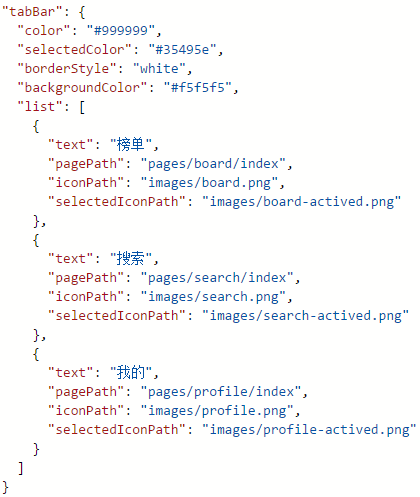 "tabBar": {
  "color": "#999999",
  "selectedColor": "#35495e",
  "borderStyle": "white",
  "backgroundColor": "#f5f5f5",
  "list": [
    {
      "text": "榜单",
      "pagePath": "pages/board/index",
      "iconPath": "images/board.png",
      "selectedIconPath": "images/board-actived.png"
    },
    {
      "text": "搜索",
      "pagePath": "pages/search/index",
      "iconPath": "images/search.png",
      "selectedIconPath": "images/search-actived.png"
    },
    {
      "text": "我的",
      "pagePath": "pages/profile/index",
      "iconPath": "images/profile.png",
      "selectedIconPath": "images/profile-actived.png"
    }
  ]
}